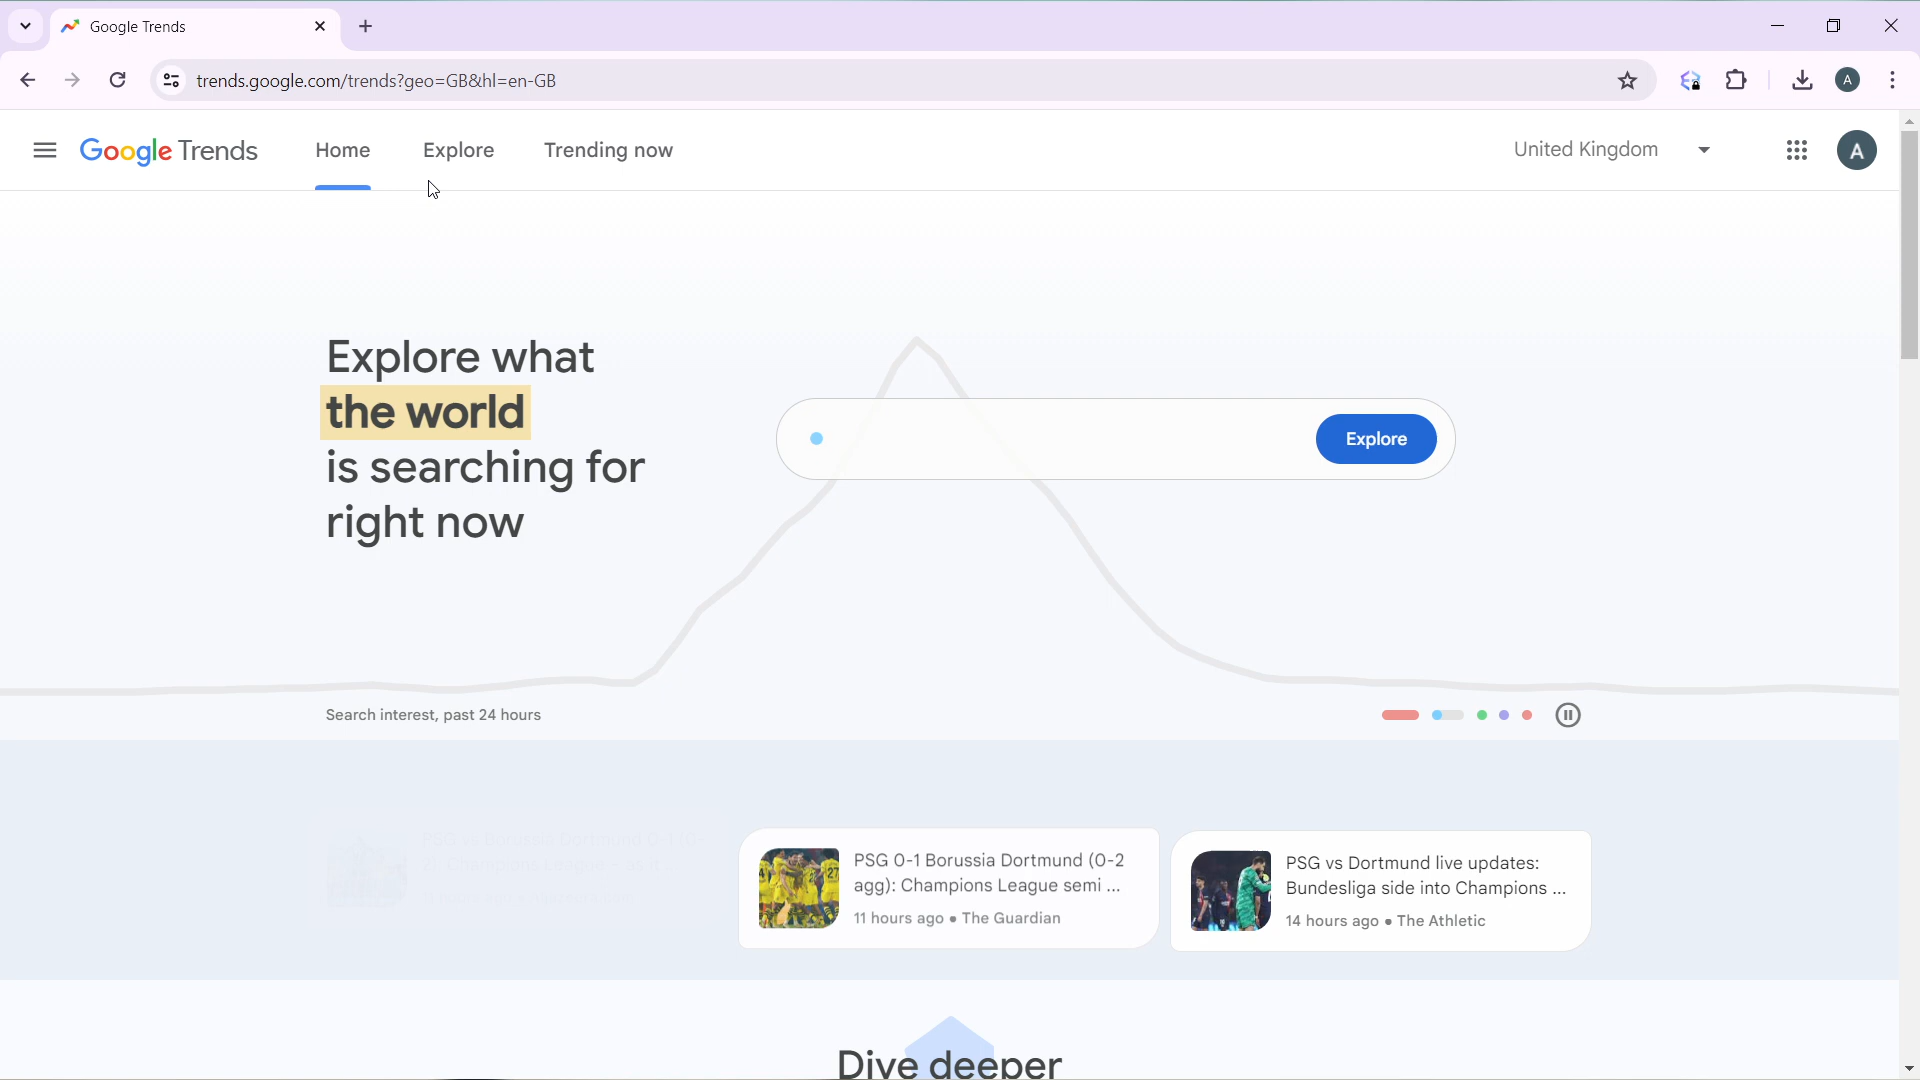 Google Trends
trends.google.com/trends?geo=GB&hl=en-GB
A
Google Trends
Home
Explore
Trending now
United Kingdom
A
Explore what
the world
is searching for
right now
Explore
Search interest, past 24 hours
PSG 0-1 Borussia Dortmund (0-2
agg): Champions League semi ...
11 hours ago • The Guardian
PSG vs Dortmund live updates:
Bundesliga side into Champions ...
14 hours ago • The Athletic
Dive deeper